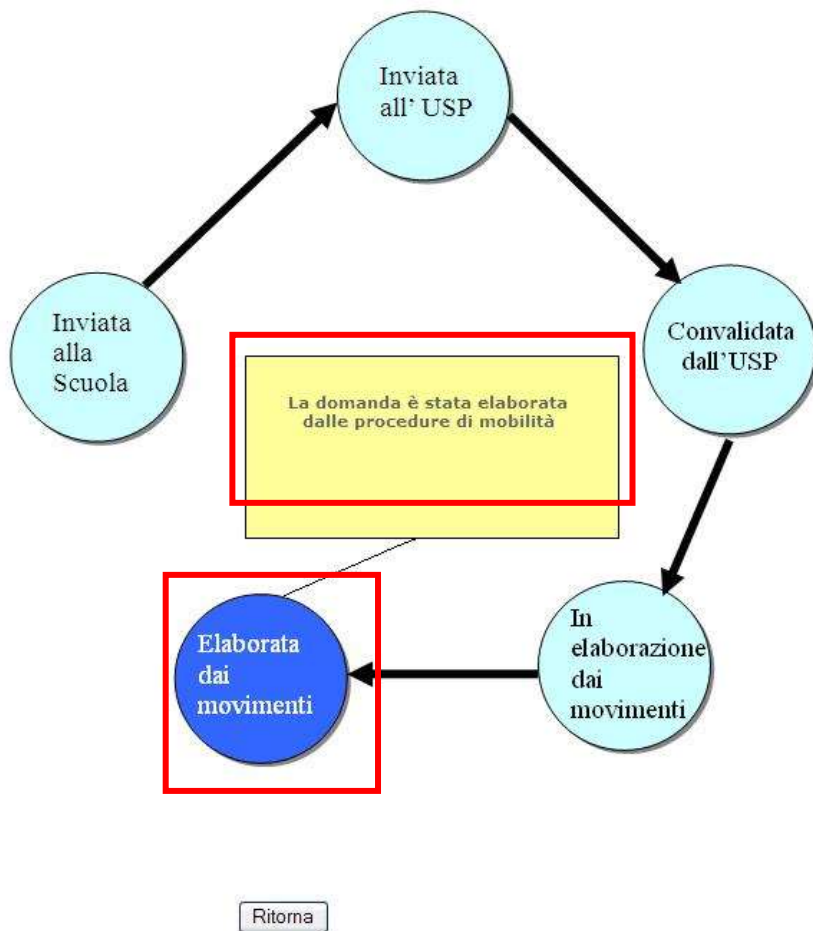 Inviata
all' USP
Inviata
alla
Scuola
Convalidata
dall'USP
La domanda è stata elaborata
dalle procedure di mobilità
Elaborata
dai
movimenti
In
elaborazione
dai
movimenti
Ritorna